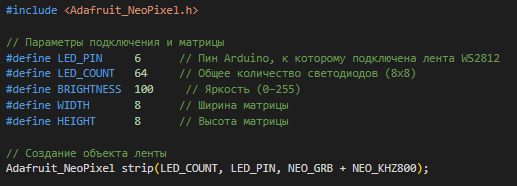 #include <Adafruit_NeoPixel.h>
// Параметры подключения и матрицы
#define LED_PIN 6 // Пин Arduino, к которому подключена лента WS2812
#define LED_COUNT 64 // Общее количество светодиодов (8x8)
#define BRIGHTNESS 100 // Яркость (0-255)
#define WIDTH 8 // Ширина матрицы
#define HEIGHT 8 // Высота матрицы
// Создание объекта ленты
Adafruit_NeoPixel strip(LED_COUNT, LED_PIN, NEO_GRB + NEO_KHZ800);